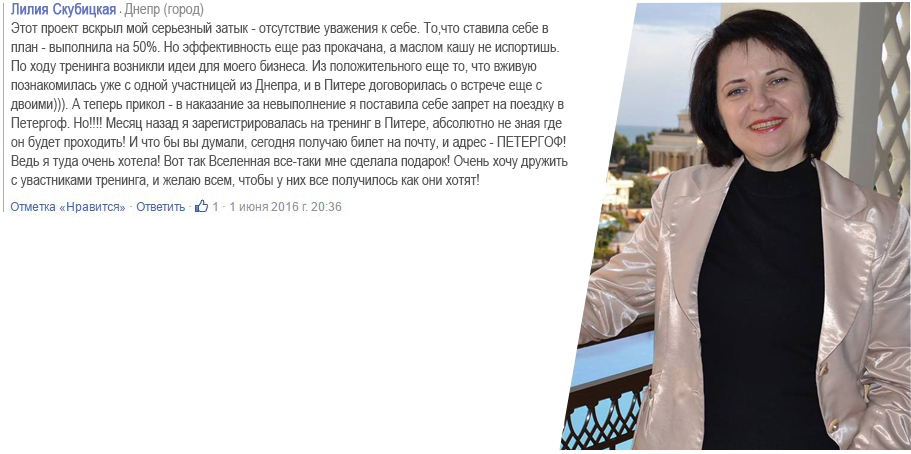 Лилия Скубицкая · Днепр (город)
Этот проект вскрыл мой серьезный затык - отсутствие уважения к себе. То,что ставила себе в
план - выполнила на 50%. Но эффективность еще раз прокачана, а маслом кашу не испортишь.
По ходу тренинга возникли идеи для моего бизнеса. Из положительного еще то, что вживую
познакомилась уже с одной участницей из Днепра, и в Питере договорилась о встрече еще с
двоими))). А теперь прикол - в наказание за невыполнение я поставила себе запрет на поездку в
Петергоф. Но!!!! Месяц назад я зарегистрировалась на тренинг в Питере, абсолютно не зная где
он будет проходить! И что бы вы думали, сегодня получаю билет на почту, и адрес - ПЕТЕРГОФ!
Ведь я туда очень хотела! Вот так Вселенная все-таки мне сделала подарок! Очень хочу дружить
с увастниками тренинга, и желаю всем, чтобы у них все получилось как они хотят!
Отметка «Нравится» · Ответить · 1 · 1 июня 2016 г. 20:36